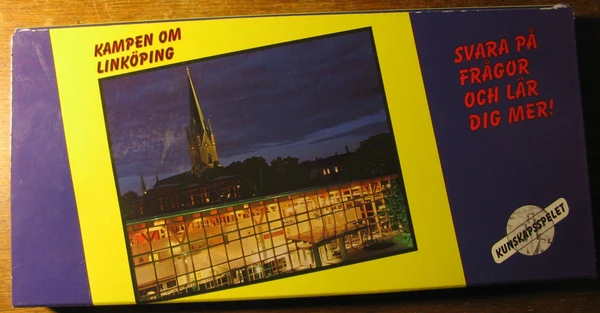 KAMPEN OM
LINKÖPING
SVARA PÅ
FRÅGOR
OCH LÄR
DIG MER!
KUNSKAPSSPELET